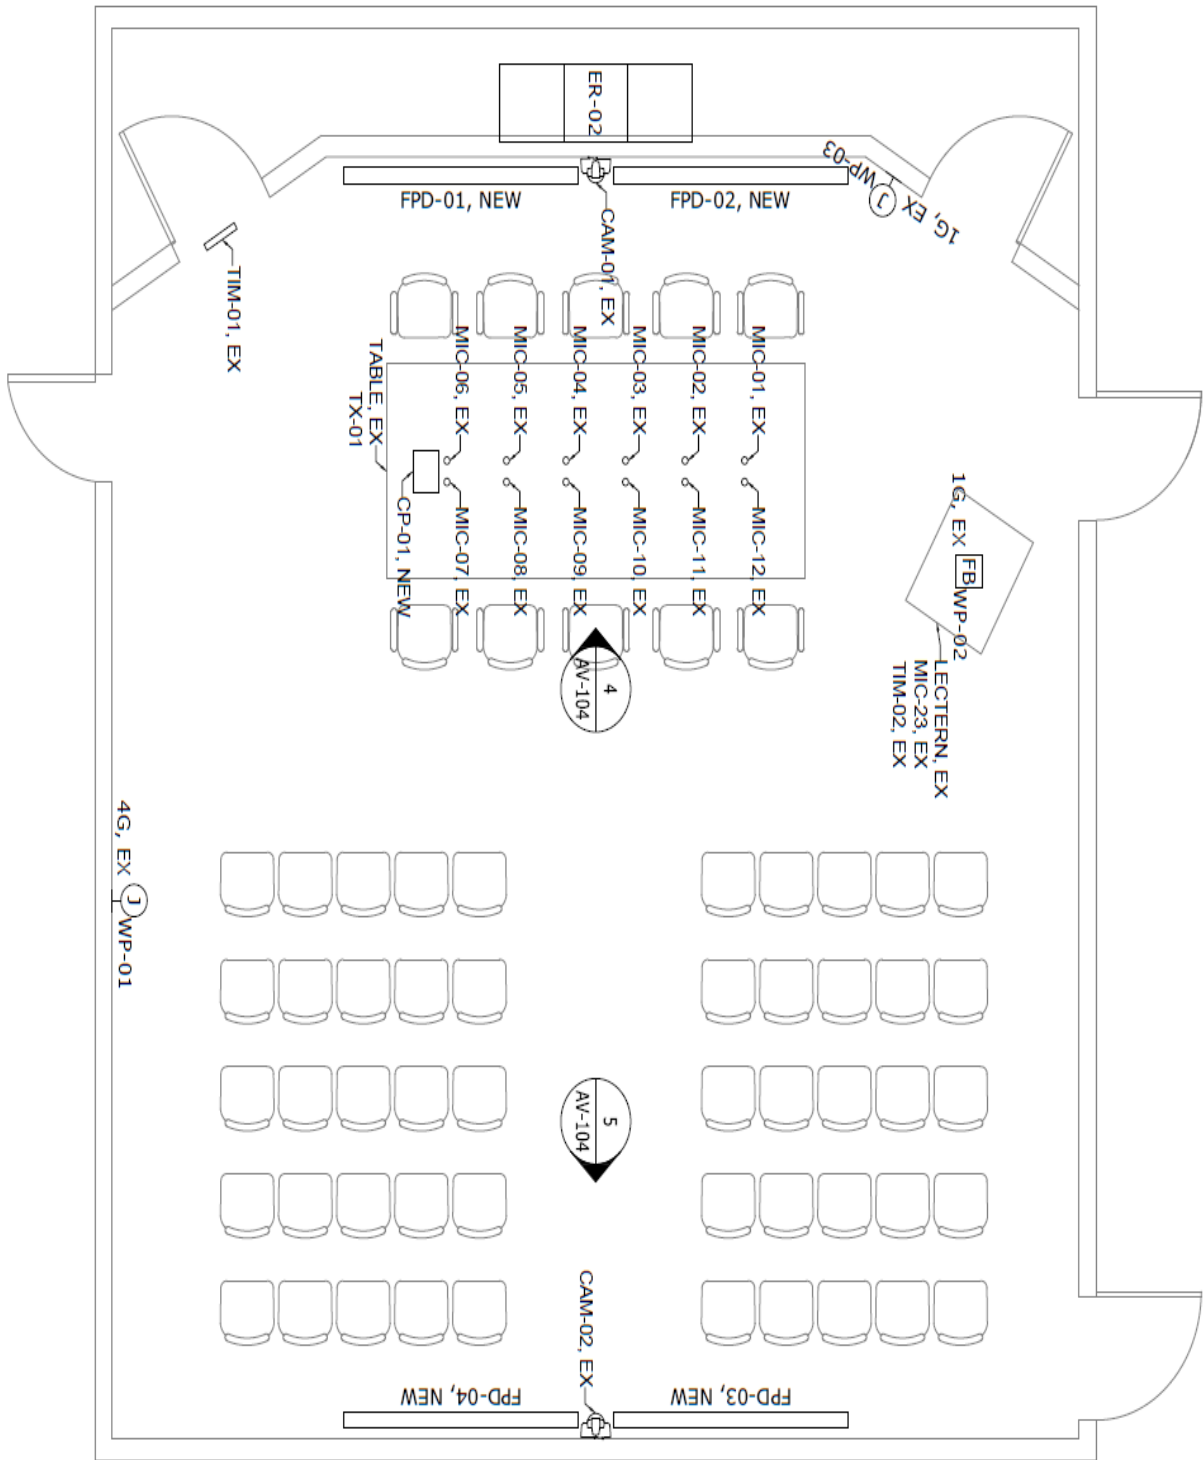 ER-02
1G, EX
J
WP-03
FPD-01, NEW
FPD-02, NEW
CAM-01, EX
TIM-01, EX
MIC-06, EX
MIC-05, EX
MIC-04, EX
MIC-03, EX
MIC-02, EX
MIC-01, EX
TABLE, EX
TX-01
CP-01, NEW
MIC-07, EX
MIC-08, EX
MIC-09, EX
MIC-10, EX
MIC-11, EX
MIC-12, EX
1G, EX
FB
WP-02
LECTERN, EX
MIC-23, EX
TIM-02, EX
4
AV-104
4G, EX
J
WP-01
5
AV-104
CAM-02, EX
FPD-04, NEW
FPD-03, NEW